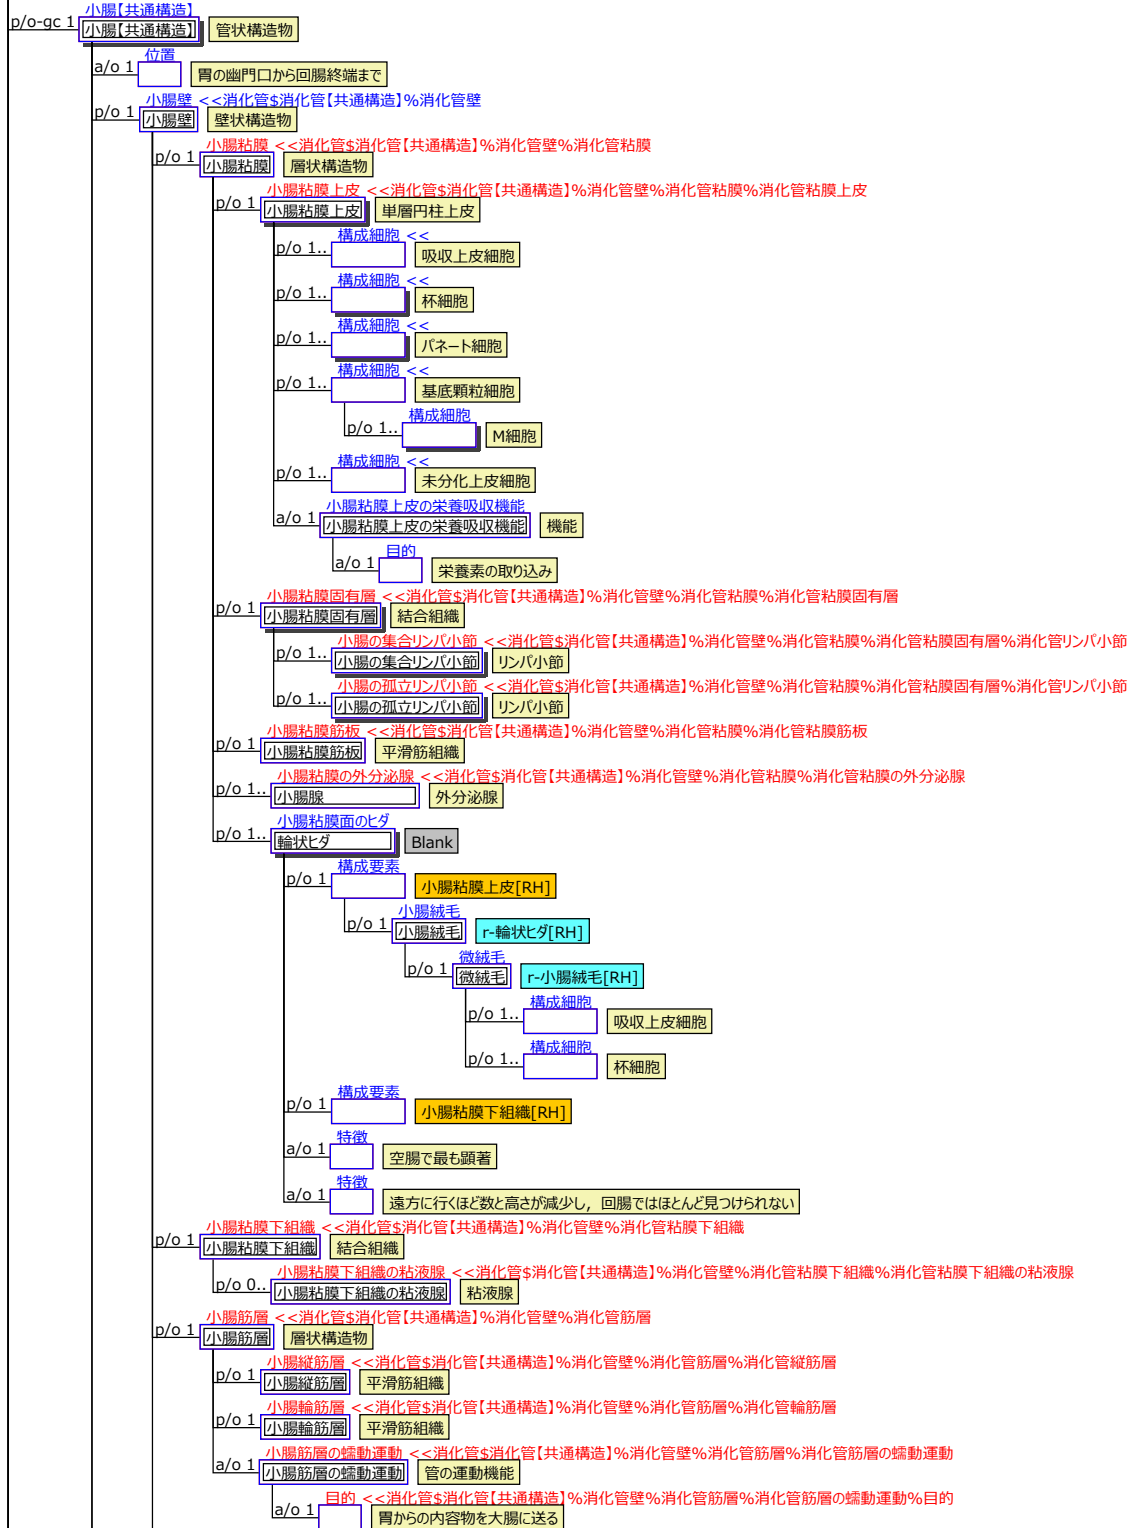 小腸【共通構造】
p/o-gc 1 小腸【共通構造】 管状構造物
位置
a/o 1 胃の幽門口から回腸終端まで
小腸壁 <<消化管$消化管【共通構造】%消化管壁
p/o 1 小腸壁 壁状構造物
小腸粘膜 <<消化管$消化管【共通構造】%消化管壁%消化管粘膜
p/o 1 小腸粘膜 層状構造物
小腸粘膜上皮 <<消化管$消化管【共通構造】%消化管壁%消化管粘膜%消化管粘膜上皮
p/o 1 小腸粘膜上皮 単層円柱上皮
構成細胞 <<
p/o 1.. 吸収上皮細胞
構成細胞 <<
p/o 1.. 杯細胞
構成細胞 <<
p/o 1.. パネート細胞
構成細胞 <<
p/o 1.. 基底顆粒細胞
構成細胞
p/o 1.. M細胞
構成細胞 <<
p/o 1.. 未分化上皮細胞
小腸粘膜上皮の栄養吸収機能
a/o 1 小腸粘膜上皮の栄養吸収機能 機能
目的
a/o 1 栄養素の取り込み
小腸粘膜固有層 <<消化管$消化管【共通構造】%消化管壁%消化管粘膜%消化管粘膜固有層
p/o 1 小腸粘膜固有層 結合組織
小腸の集合リンパ小節 <<消化管$消化管【共通構造】%消化管壁%消化管粘膜%消化管粘膜固有層%消化管リンパ小節
p/o 1.. 小腸の集合リンパ小節 リンパ小節
小腸の孤立リンパ小節 <<消化管$消化管【共通構造】%消化管壁%消化管粘膜%消化管粘膜固有層%消化管リンパ小節
p/o 1.. 小腸の孤立リンパ小節 リンパ小節
小腸粘膜筋板 <<消化管$消化管【共通構造】%消化管壁%消化管粘膜%消化管粘膜筋板
p/o 1 小腸粘膜筋板 平滑筋組織
小腸粘膜の外分泌腺 <<消化管$消化管【共通構造】%消化管壁%消化管粘膜%消化管粘膜の外分泌腺
p/o 1.. 小腸腺 外分泌腺
小腸粘膜面のヒダ
p/o 1.. 輪状ヒダ Blank
構成要素
p/o 1 小腸粘膜上皮[RH]
小腸絨毛
p/o 1 小腸絨毛 r-輪状ヒダ[RH]
微絨毛
p/o 1 微絨毛 r-小腸絨毛[RH]
構成細胞
p/o 1.. 吸収上皮細胞
構成細胞
p/o 1.. 杯細胞
構成要素
p/o 1 小腸粘膜下組織[RH]
特徴
a/o 1 空腸で最も顕著
特徴
a/o 1 遠方に行くほど数と高さが減少し，回腸ではほとんど見つけられない
小腸粘膜下組織 <<消化管$消化管【共通構造】%消化管壁%消化管粘膜下組織
p/o 1 小腸粘膜下組織 結合組織
小腸粘膜下組織の粘液腺 <<消化管$消化管【共通構造】%消化管壁%消化管粘膜下組織%消化管粘膜下組織の粘液腺
p/o 0.. 小腸粘膜下組織の粘液腺 粘液腺
小腸筋層 <<消化管$消化管【共通構造】%消化管壁%消化管筋層
p/o 1 小腸筋層 層状構造物
小腸縦筋層 <<消化管$消化管【共通構造】%消化管壁%消化管筋層%消化管縦筋層
p/o 1 小腸縦筋層 平滑筋組織
小腸輪筋層 <<消化管$消化管【共通構造】%消化管壁%消化管筋層%消化管輪筋層
p/o 1 小腸輪筋層 平滑筋組織
小腸筋層の蠕動運動 <<消化管$消化管【共通構造】%消化管壁%消化管筋層%消化管筋層の蠕動運動
a/o 1 小腸筋層の蠕動運動 管の運動機能
目的 <<消化管$消化管【共通構造】%消化管壁%消化管筋層%消化管筋層の蠕動運動%目的
a/o 1 胃からの内容物を大腸に送る